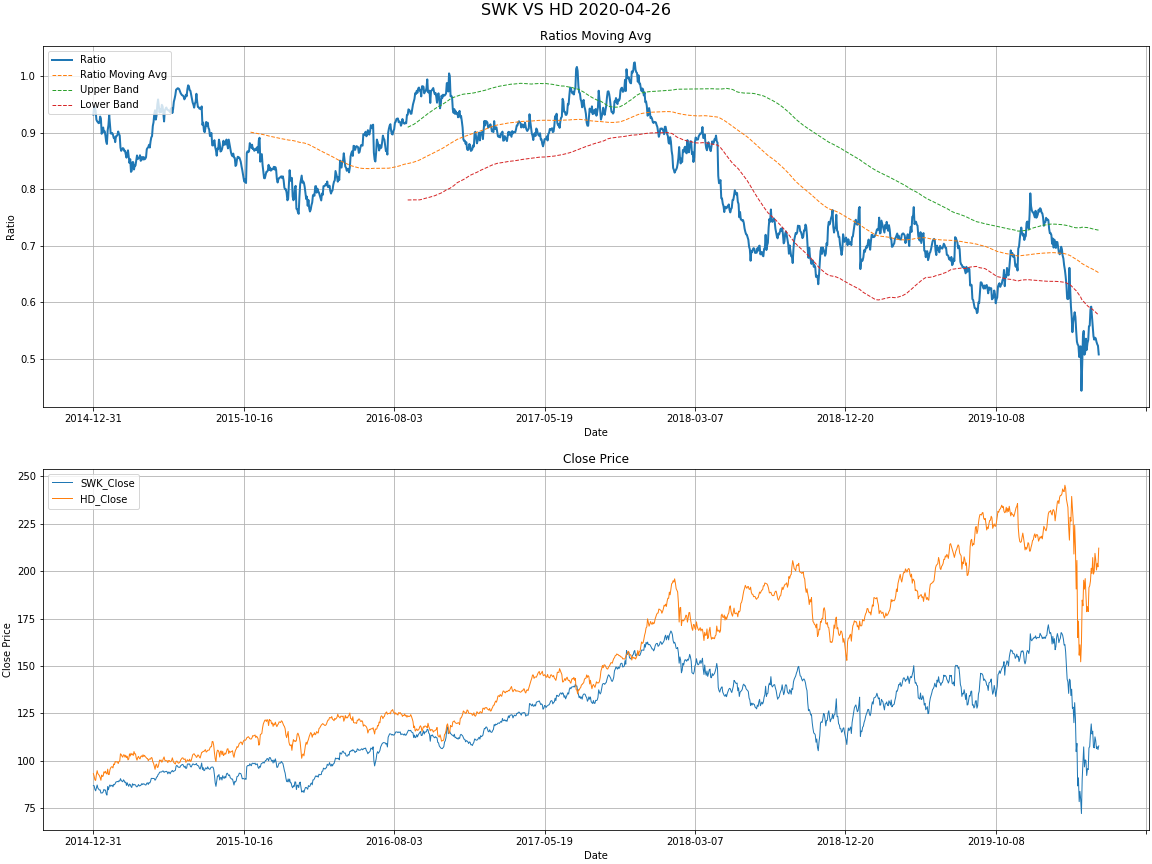 SWK VS HD 2020-04-26
Ratios Moving Avg
Ratio
Ratio Moving Avg
Upper Band
Lower Band
1.0
0.9
0.8
0.7
0.6
0.5
Ratio
2014-12-31 2015-10-16 2016-08-03 2017-05-19 2018-03-07 2018-12-20 2019-10-08
Date
Close Price
SWK_Close
HD_Close
250
225
200
175
150
125
100
75
Close Price
2014-12-31 2015-10-16 2016-08-03 2017-05-19 2018-03-07 2018-12-20 2019-10-08
Date